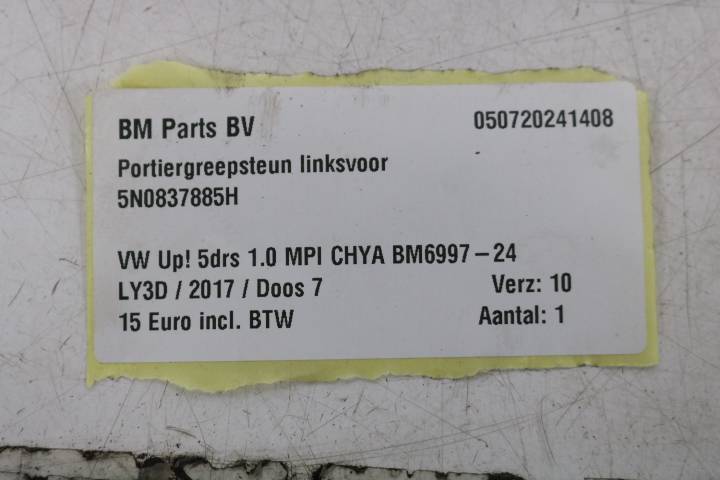 BM Parts BV 050720241408
Portiergreepsteun linksvoor
5N0837885H
VW Up! 5drs 1.0 MPI CHYA BM6997-24
LY3D / 2017 / Doos 7 Verz: 10
15 Euro incl. BTW Aantal: 1